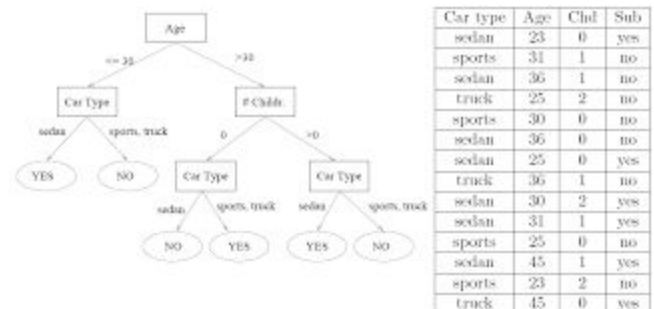 Age
<= 30
>30
Car Type
# Childr.
sedan
sports, truck
0
>0
YES
NO
Car Type
Car Type
sedan
sports, truck
sedan
sports, truck
NO
YES
YES
NO
Car type Age Chd Sub
sedan 23 0 yes
sports 31 1 no
sedan 36 1 no
truck 25 2 no
sports 30 0 no
sedan 36 0 no
sedan 25 0 yes
truck 36 1 no
sedan 30 2 yes
sedan 31 1 yes
sports 25 0 no
sedan 45 1 yes
sports 23 2 no
truck 45 0 yes